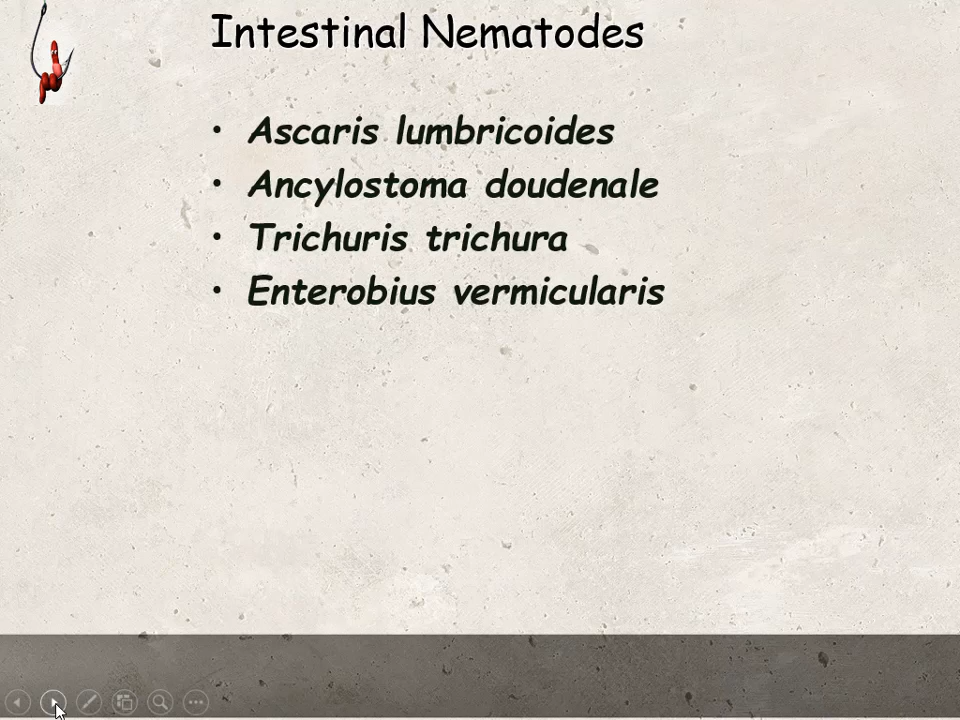 Intestinal Nematodes
• Ascaris lumbricoides
• Ancylostoma doudenale
• Trichuris trichura
• Enterobius vermicularis